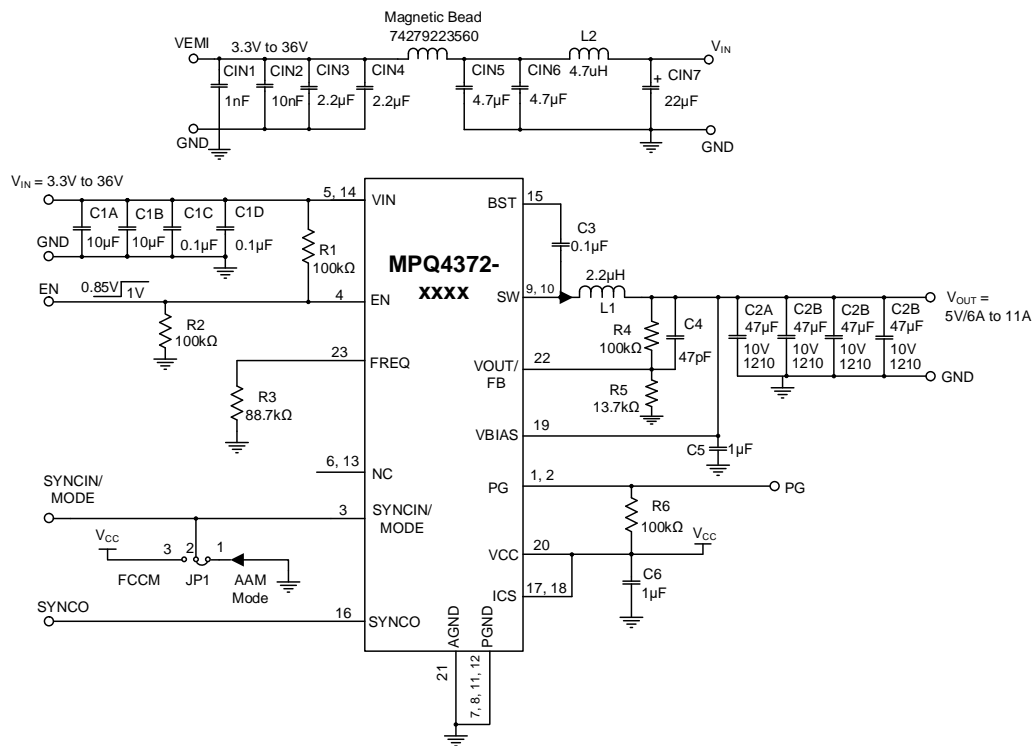 Magnetic Bead
74279223560
L2
4.7uH
VEMI
3.3V to 36V
VIN
CIN1
1nF
CIN2
10nF
CIN3
2.2µF
CIN4
2.2µF
CIN5
4.7µF
CIN6
4.7µF
CIN7
+
22µF
GND
GND
VIN = 3.3V to 36V
C1A
10µF
C1B
10µF
C1C
0.1µF
C1D
0.1µF
GND
R1
100kΩ
5, 14
VIN
EN
0.85V
1V
4
EN
R2
100kΩ
23
FREQ
R3
88.7kΩ
6, 13
NC
SYNCIN/
MODE
3
SYNCIN/
MODE
VCC
3
2
1
FCCM
JP1
AAM
Mode
SYNCO
16
SYNCO
MPQ4372-
xxxx
AGND
PGND
21
7, 8, 11, 12
BST
15
C3
0.1µF
SW
9, 10
2.2µH
L1
R4
100kΩ
C4
47pF
VOUT/
FB
22
R5
13.7kΩ
VBIAS
19
C5
1µF
PG
1, 2
PG
R6
100kΩ
VCC
20
VCC
ICS
17, 18
C6
1µF
C2A
47µF
10V
1210
C2B
47µF
10V
1210
C2B
47µF
10V
1210
C2B
47µF
10V
1210
VOUT =
5V/6A to 11A
GND